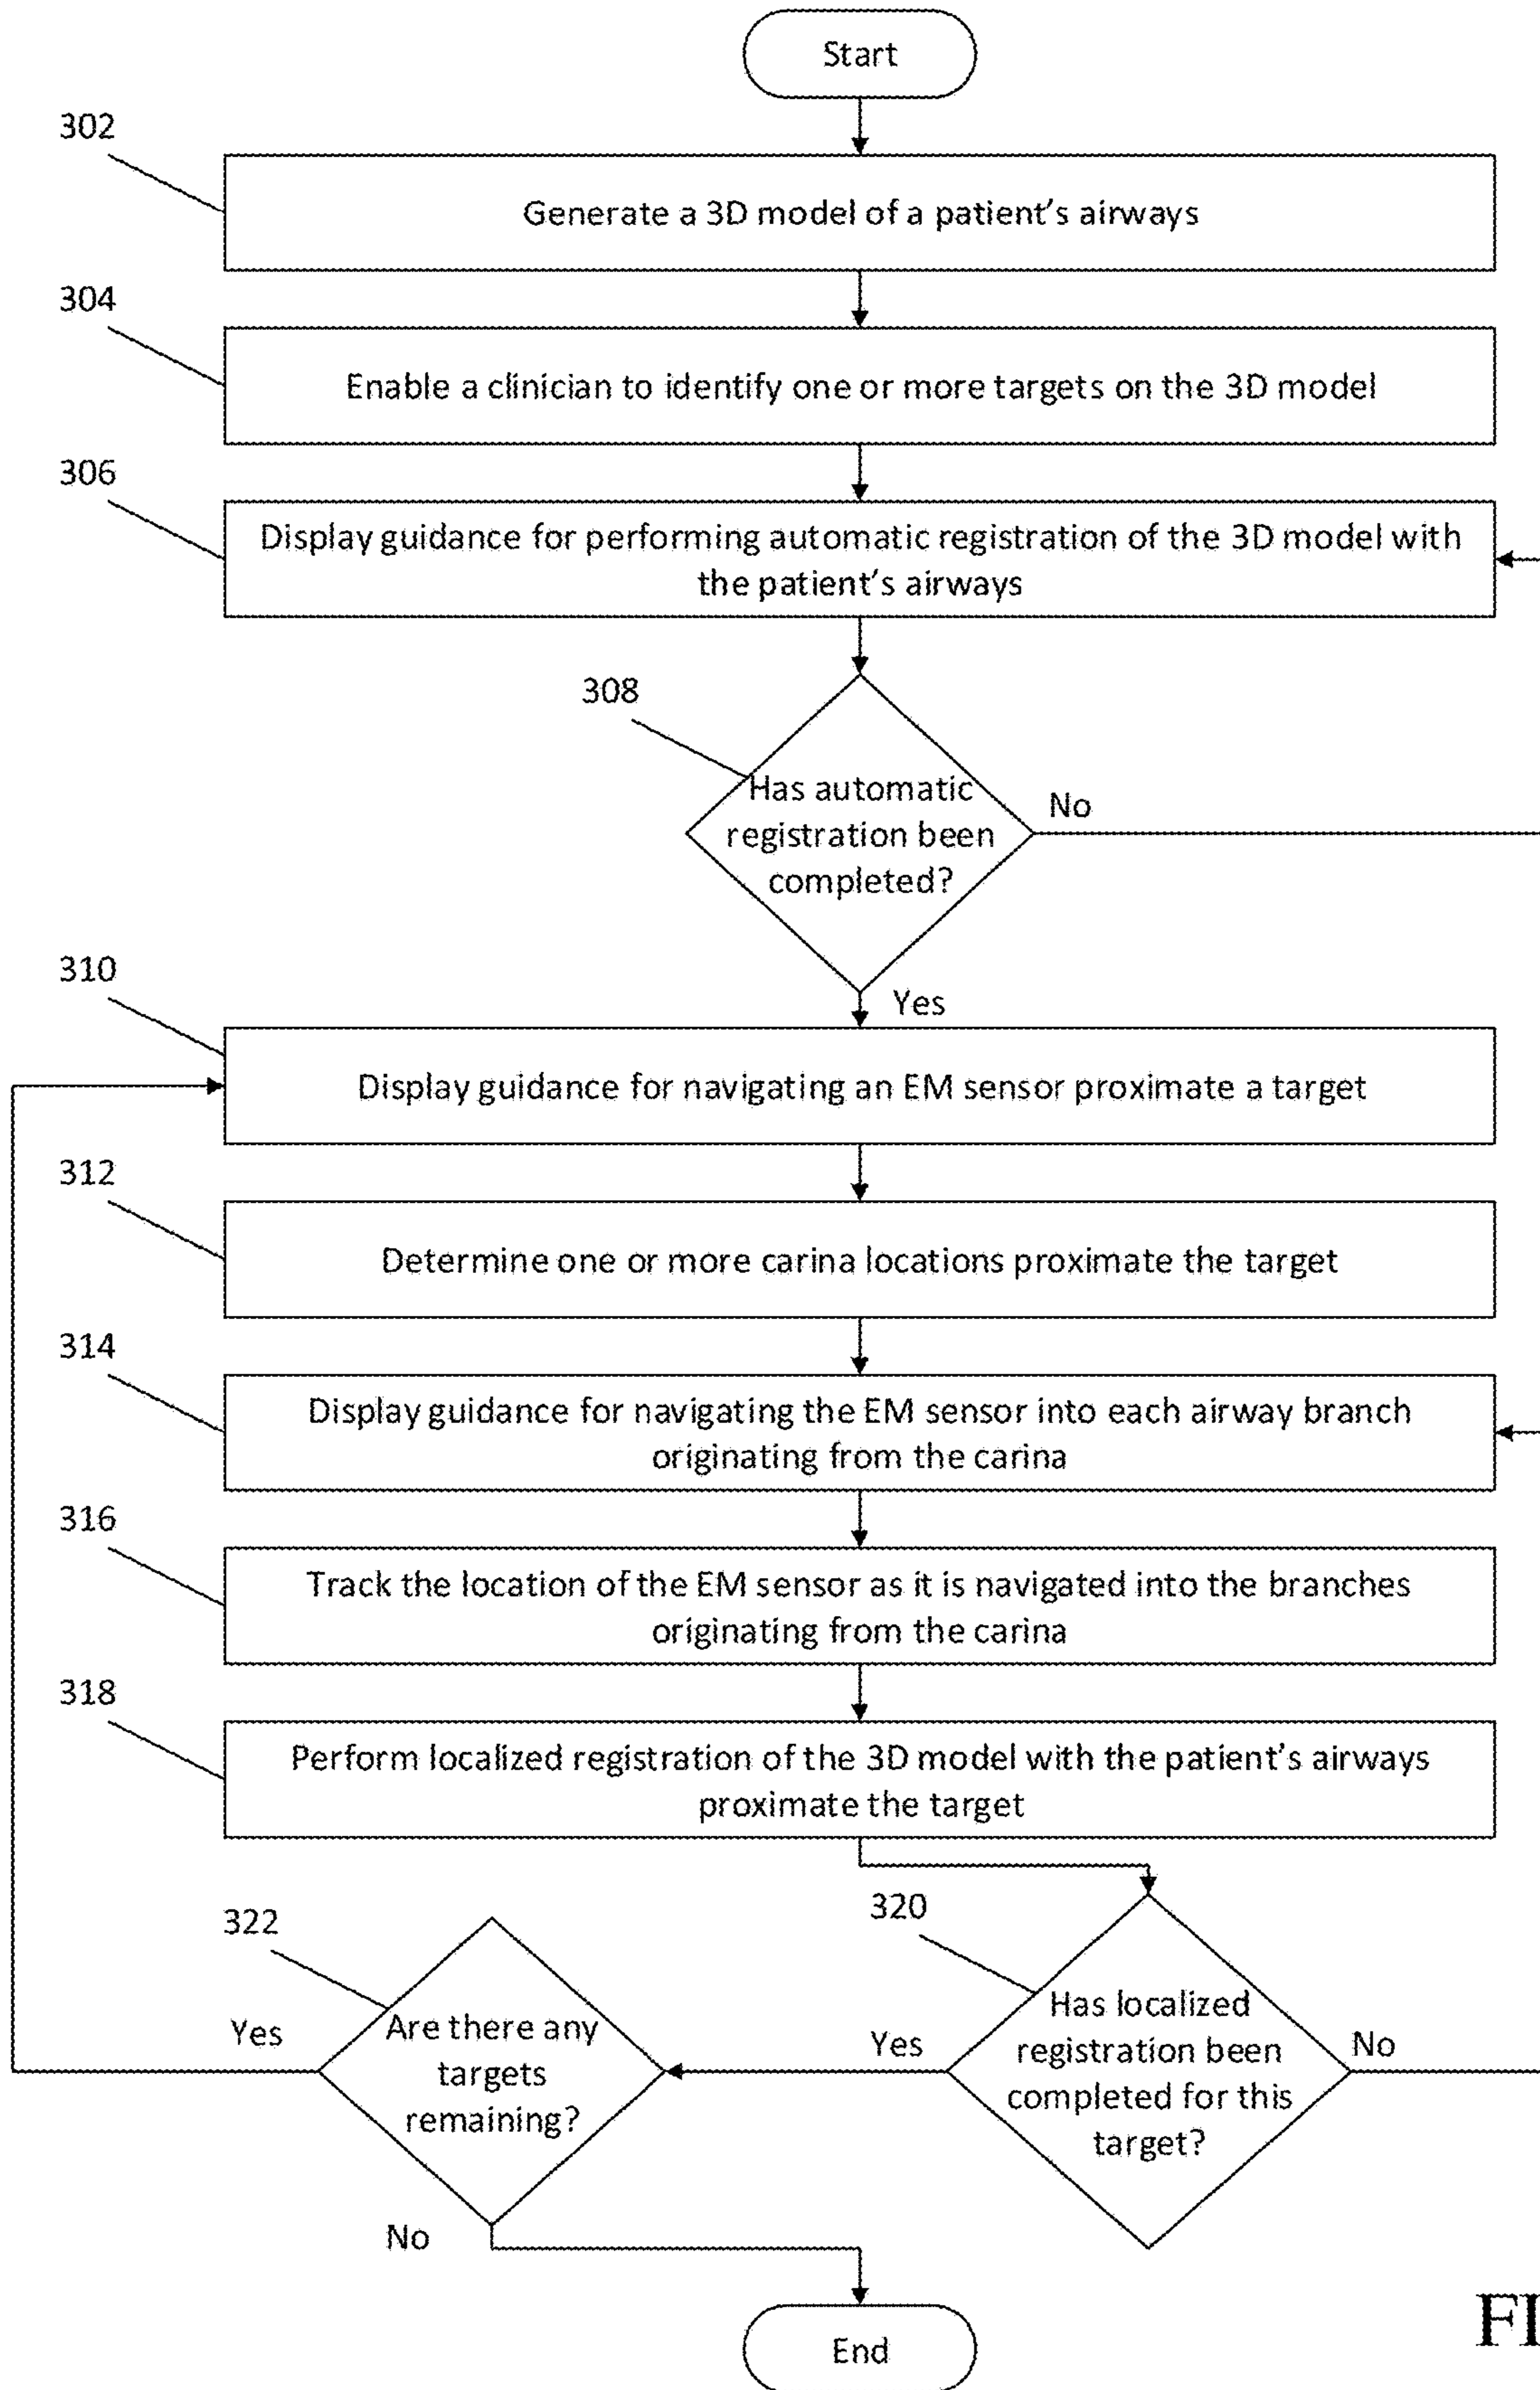 Start
302
Generate a 3D model of a patient's airways
304
Enable a clinician to identify one or more targets on the 3D model
306
Display guidance for performing automatic registration of the 3D model with
the patient's airways
308
Has automatic
registration been
completed?
No
Yes
310
Display guidance for navigating an EM sensor proximate a target
312
Determine one or more carina locations proximate the target
314
Display guidance for navigating the EM sensor into each airway branch
originating from the carina
316
Track the location of the EM sensor as it is navigated into the branches
originating from the carina
318
Perform localized registration of the 3D model with the patient's airways
proximate the target
320
Has localized
registration been
completed for this
target?
No
Yes
322
Are there any
targets
remaining?
Yes
No
End
FI